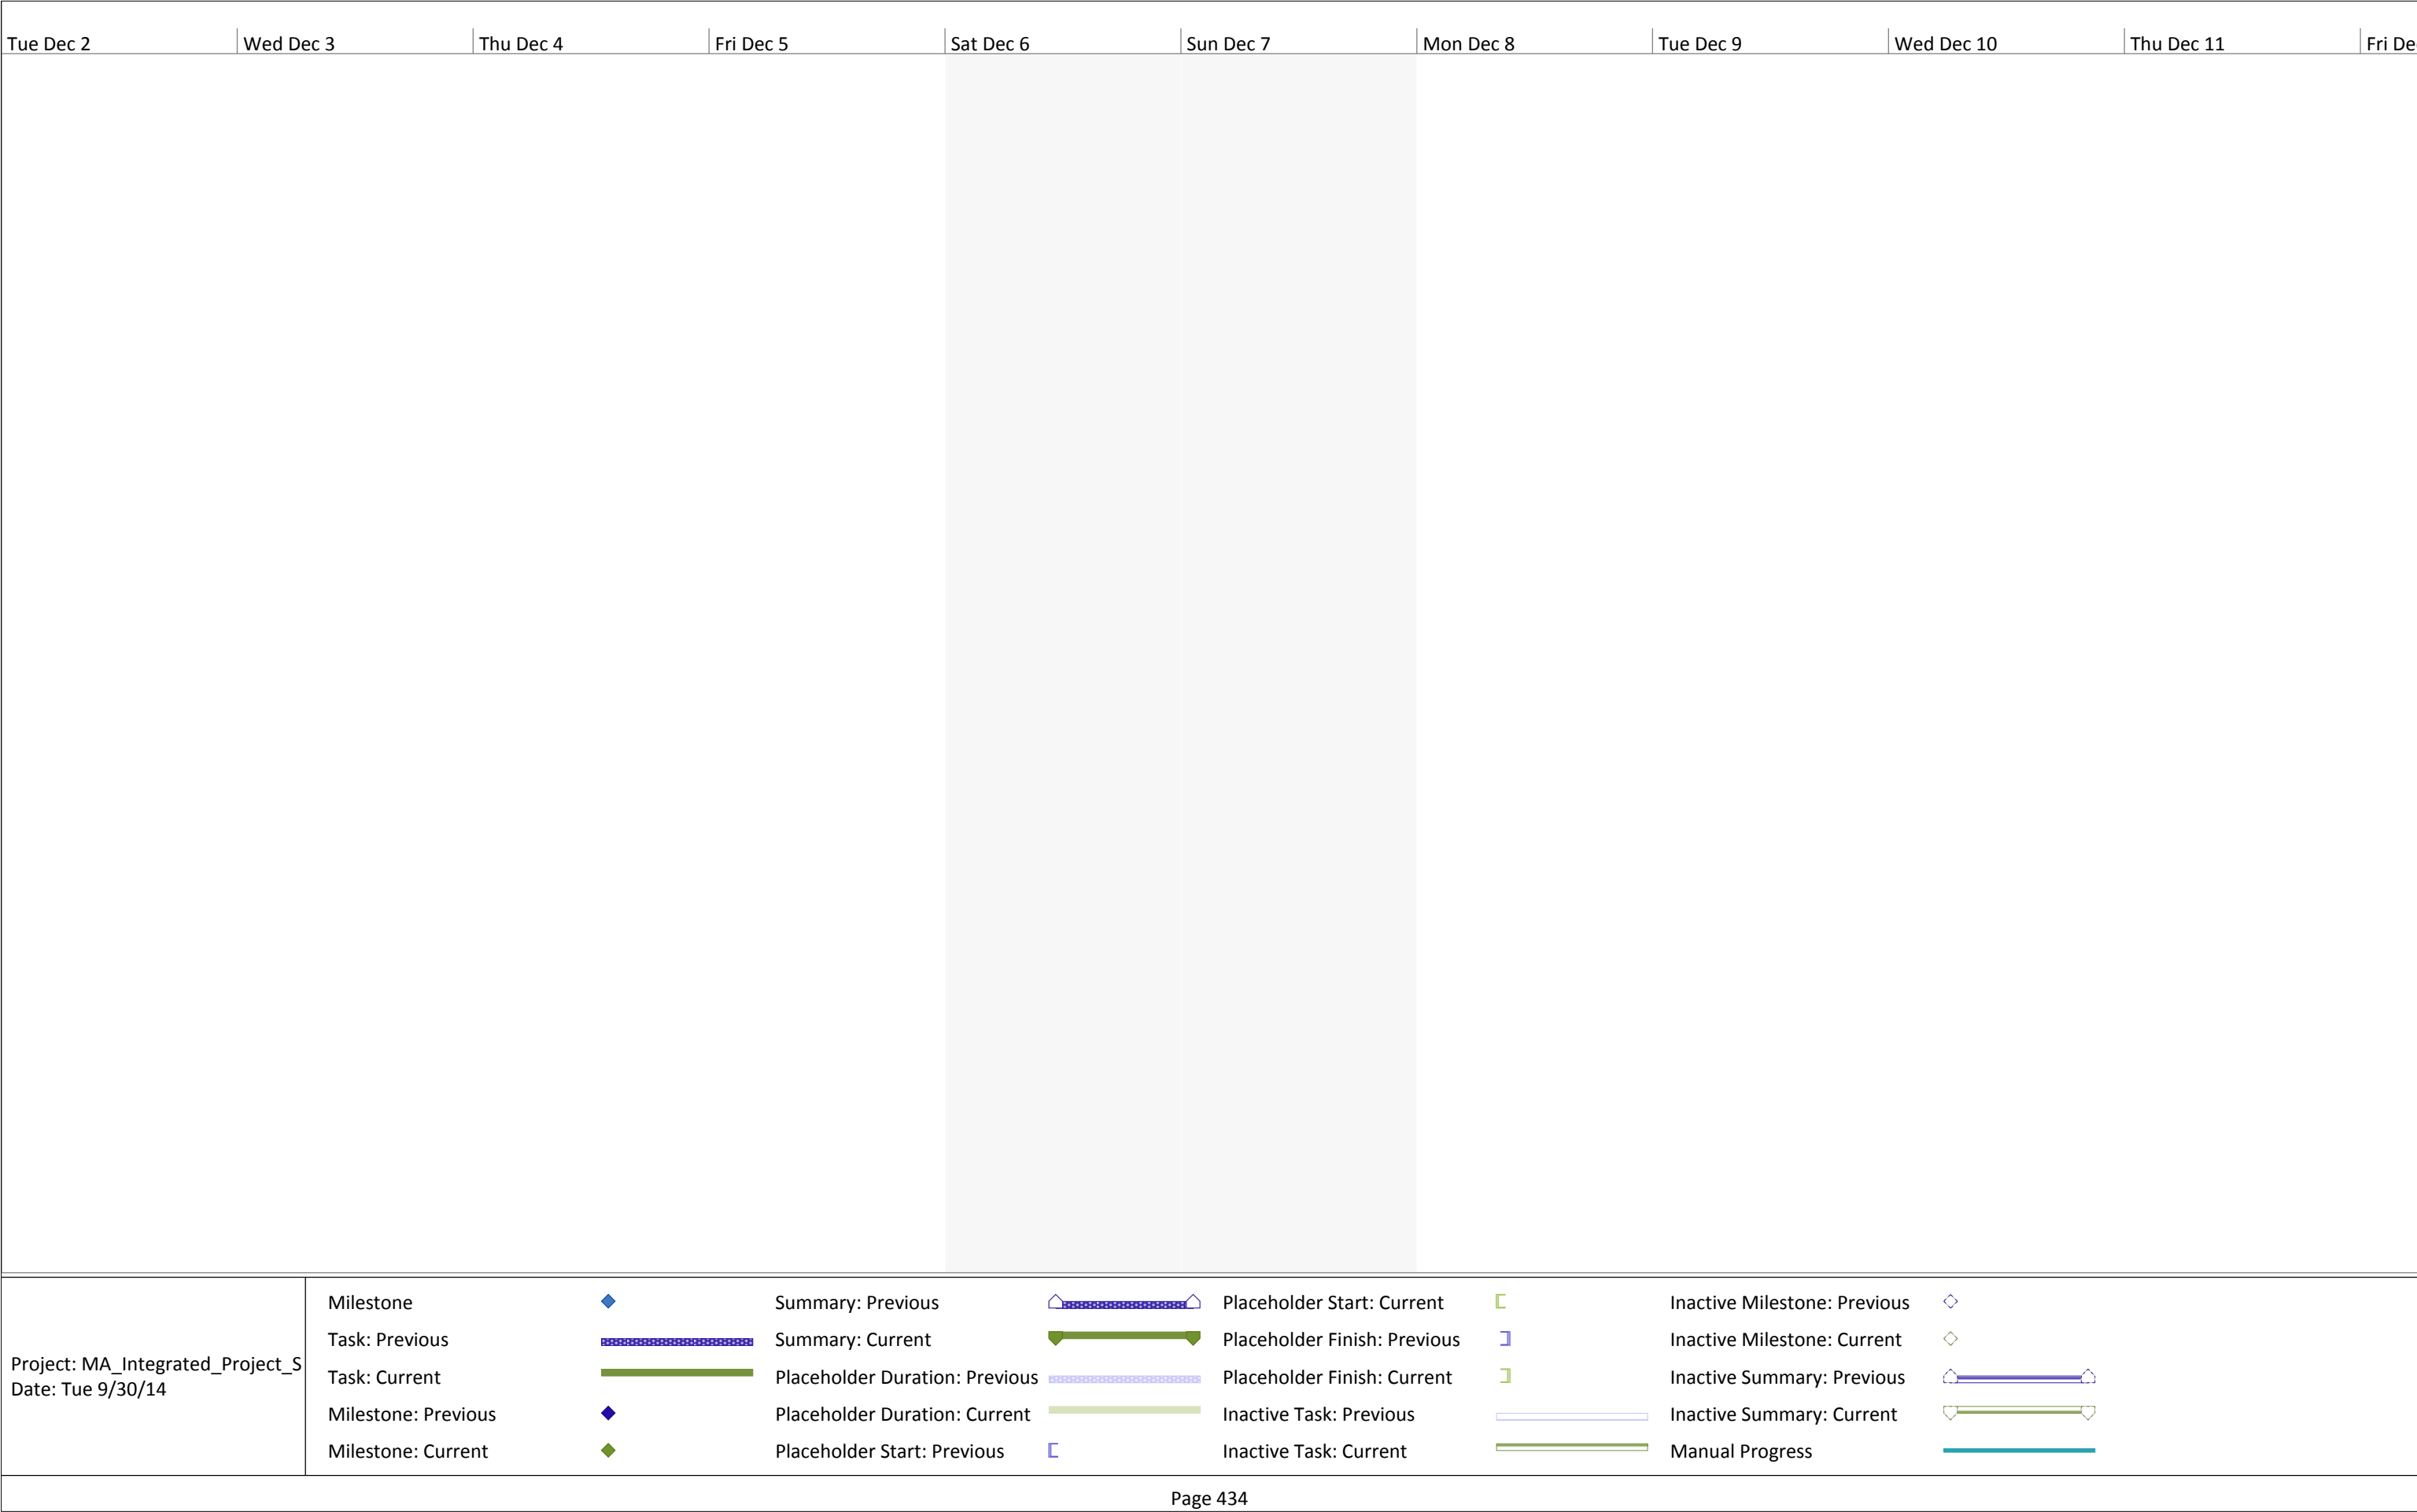 Tue Dec 2 Wed Dec 3 Thu Dec 4 Fri Dec 5 Sat Dec 6 Sun Dec 7 Mon Dec 8 Tue Dec 9 Wed Dec 10 Thu Dec 11 Fri De
Project: MA_Integrated_Project_S
Date: Tue 9/30/14
Milestone
Task: Previous
Task: Current
Milestone: Previous
Milestone: Current
Summary: Previous
Summary: Current
Placeholder Duration: Previous
Placeholder Duration: Current
Placeholder Start: Previous
Placeholder Start: Current
Placeholder Finish: Previous
Placeholder Finish: Current
Inactive Task: Previous
Inactive Task: Current
Inactive Milestone: Previous
Inactive Milestone: Current
Inactive Summary: Previous
Inactive Summary: Current
Manual Progress
Page 434